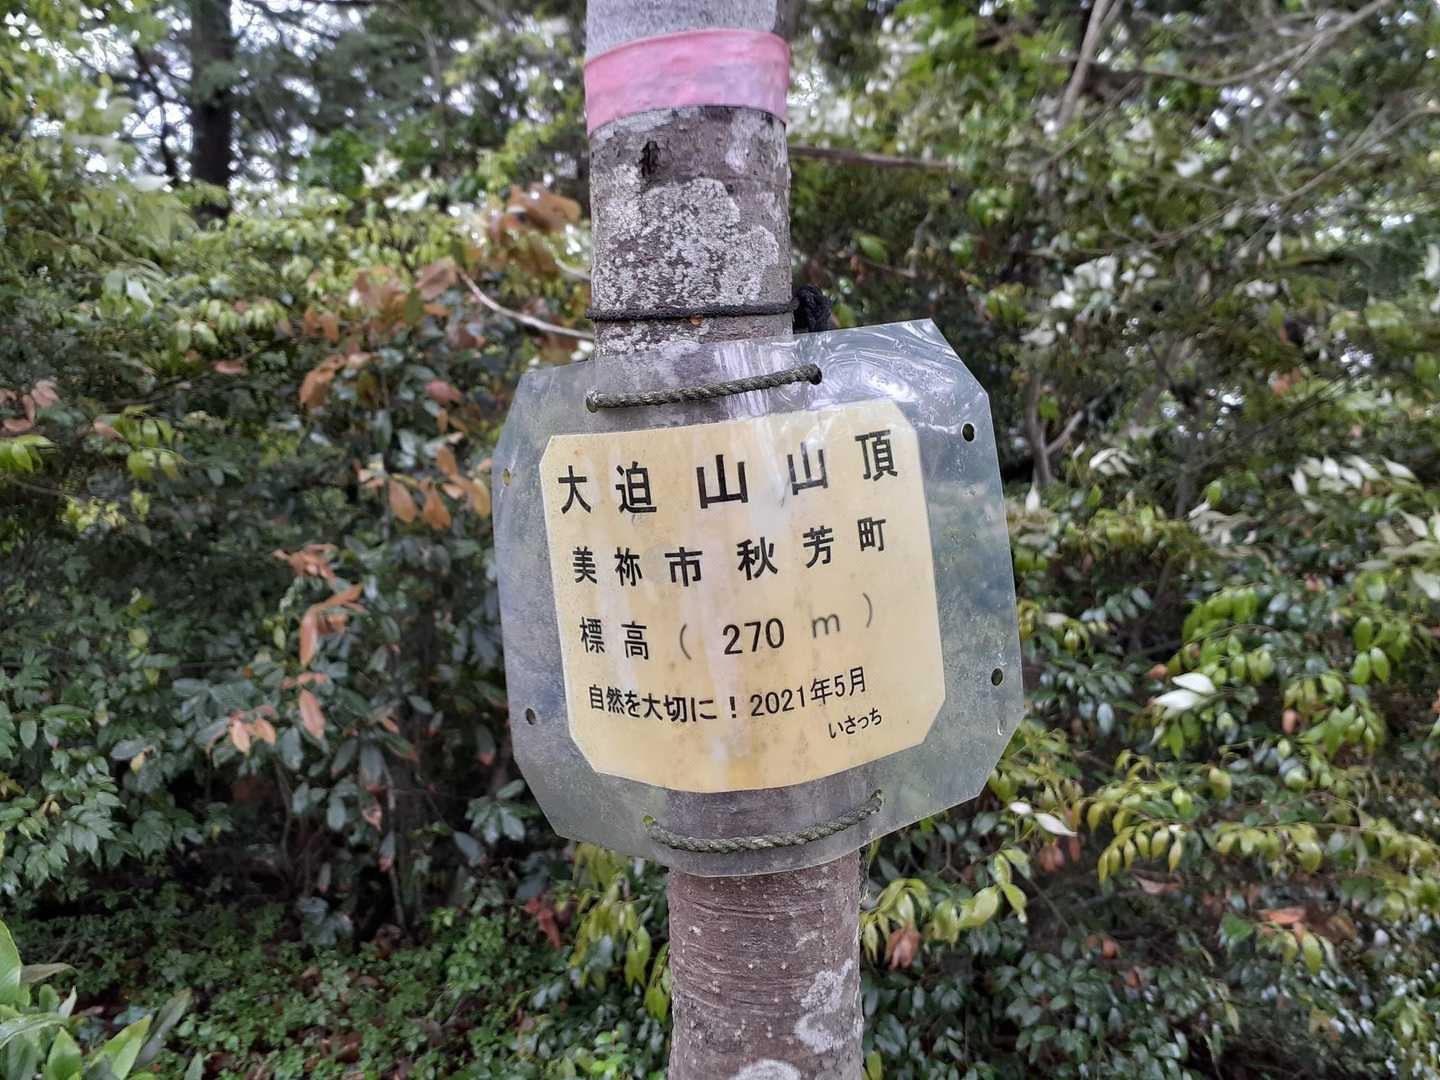 大迫山山頂
美祢市秋芳町
標高( 270 m )
自然を大切に!2021年5月
いさっち